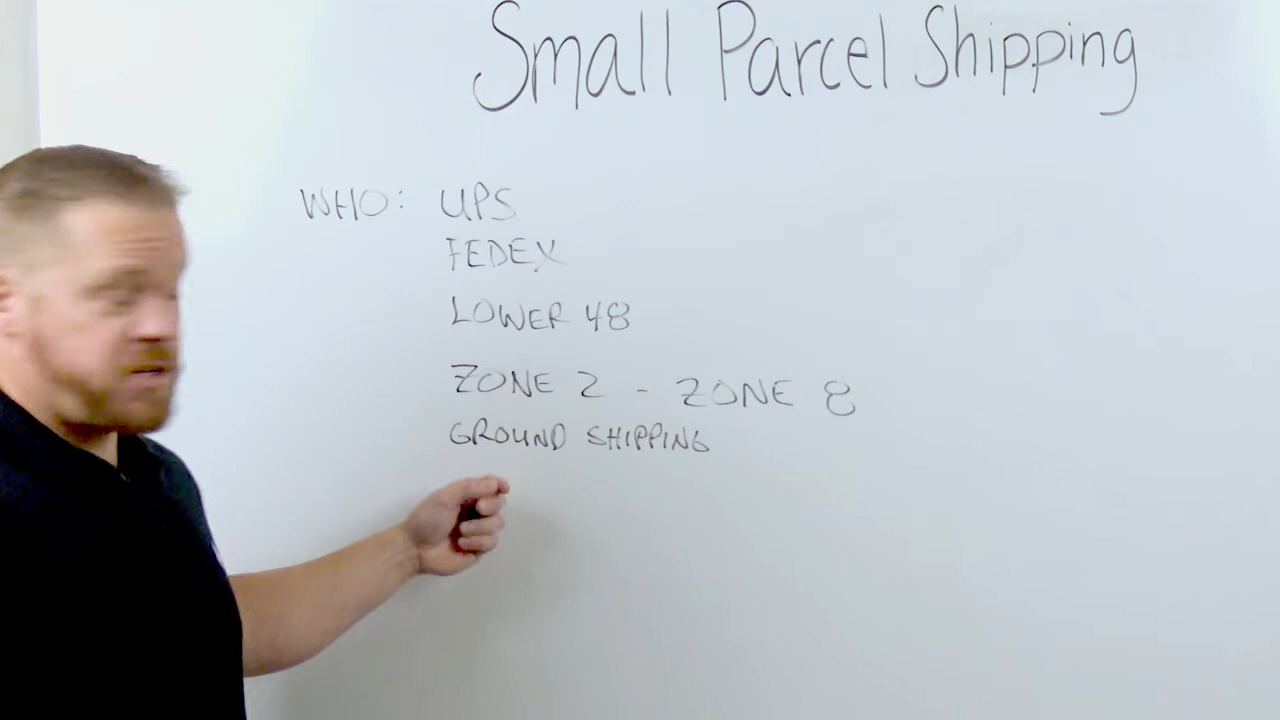 Small Parcel Shipping
WHO: UPS
FEDEX
LOWER 48
ZONE 2 - ZONE 8
GROUND SHIPPING